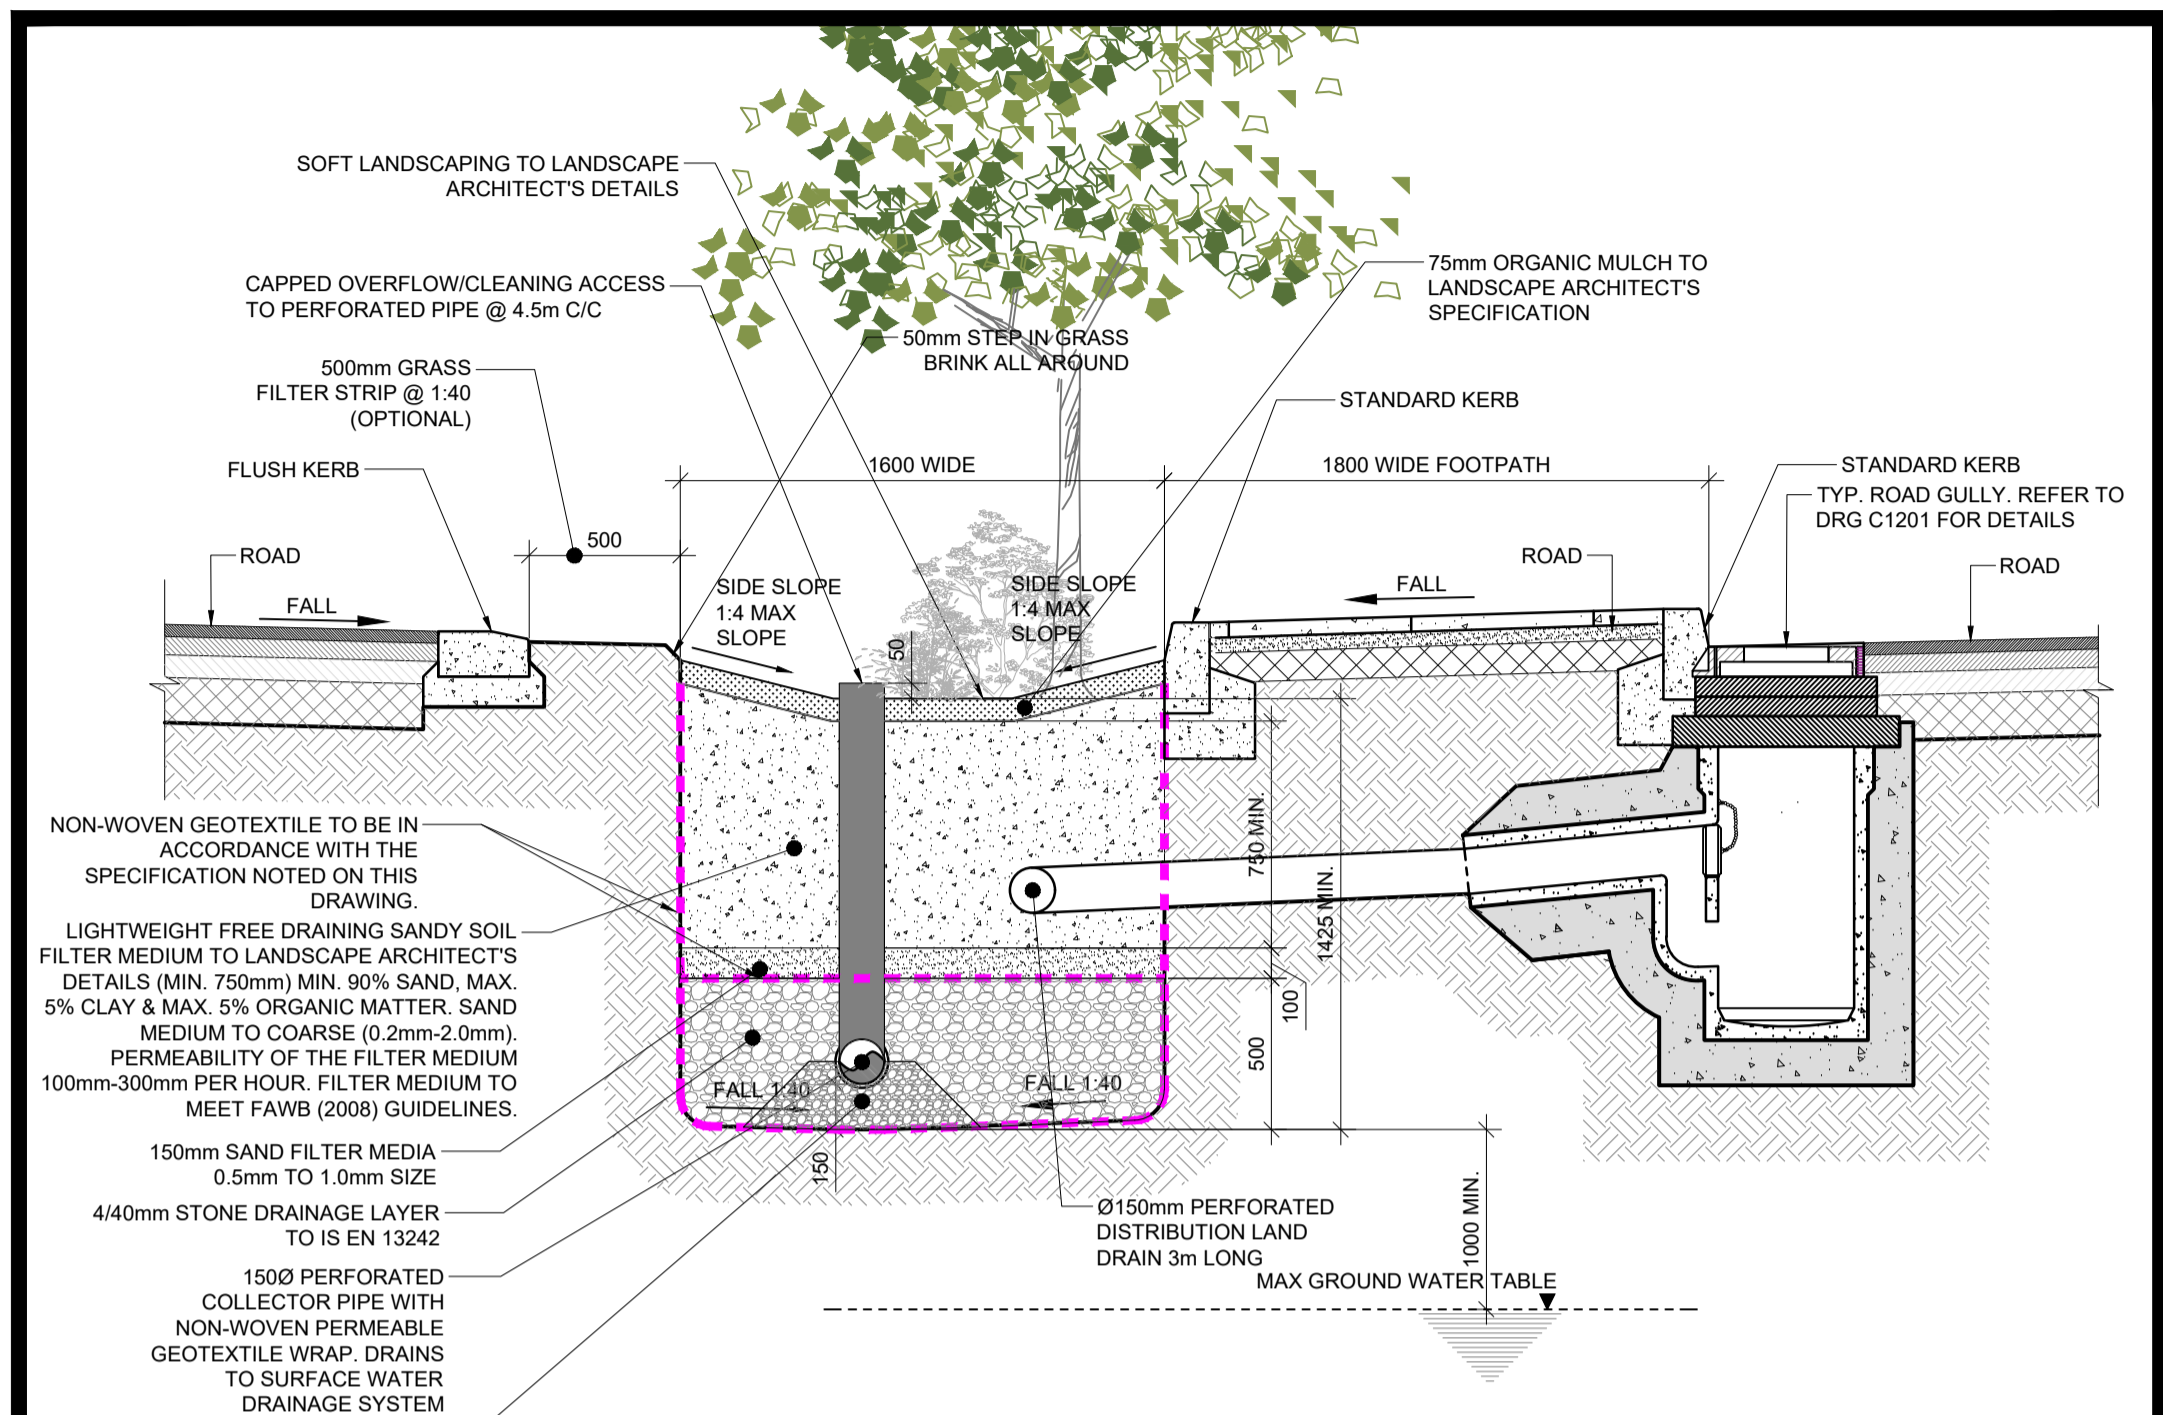 SOFT LANDSCAPING TO LANDSCAPE
ARCHITECT'S DETAILS
CAPPED OVERFLOW/CLEANING ACCESS
TO PERFORATED PIPE @ 4.5m C/C
75mm ORGANIC MULCH TO
LANDSCAPE ARCHITECT'S
SPECIFICATION
50mm STEP IN GRASS
BRINK ALL AROUND
500mm GRASS
FILTER STRIP @ 1:40
(OPTIONAL)
STANDARD KERB
FLUSH KERB
1600 WIDE
1800 WIDE FOOTPATH
STANDARD KERB
TYP. ROAD GULLY. REFER TO
DRG C1201 FOR DETAILS
500
ROAD
ROAD
ROAD
FALL
FALL
SIDE SLOPE
1:4 MAX
SLOPE
SIDE SLOPE
1:4 MAX
SLOPE
50
NON-WOVEN GEOTEXTILE TO BE IN
ACCORDANCE WITH THE
SPECIFICATION NOTED ON THIS
DRAWING.
750 MIN.
1425 MIN.
LIGHTWEIGHT FREE DRAINING SANDY SOIL
FILTER MEDIUM TO LANDSCAPE ARCHITECT'S
DETAILS (MIN. 750mm) MIN. 90% SAND, MAX.
5% CLAY & MAX. 5% ORGANIC MATTER. SAND
MEDIUM TO COARSE (0.2mm-2.0mm).
PERMEABILITY OF THE FILTER MEDIUM
100mm-300mm PER HOUR. FILTER MEDIUM TO
MEET FAWB (2008) GUIDELINES.
100
500
FALL 1:40
FALL 1:40
150mm SAND FILTER MEDIA
0.5mm TO 1.0mm SIZE
150
4/40mm STONE DRAINAGE LAYER
TO IS EN 13242
Ø150mm PERFORATED
DISTRIBUTION LAND
DRAIN 3m LONG
1000 MIN.
MAX GROUND WATER TABLE
150Ø PERFORATED
COLLECTOR PIPE WITH
NON-WOVEN PERMEABLE
GEOTEXTILE WRAP. DRAINS
TO SURFACE WATER
DRAINAGE SYSTEM